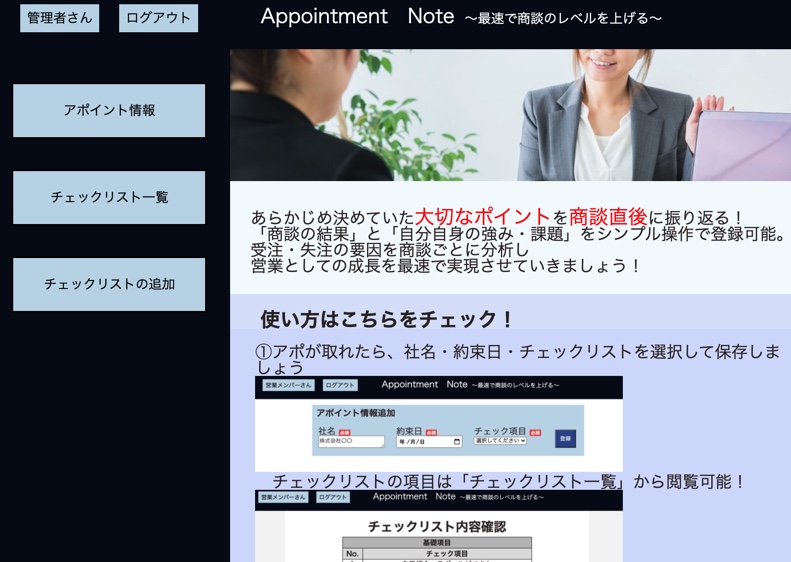 管理者さん
ログアウト
Appointment Note ～最速で商談のレベルを上げる～
アポイント情報
チェックリスト一覧
チェックリストの追加
あらかじめ決めていた大切なポイントを商談直後に振り返る！
「商談の結果」と「自分自身の強み・課題」をシンプル操作で登録可能。
受注・失注の要因を商談ごとに分析し
営業としての成長を最速で実現させていきましょう！
使い方はこちらをチェック！
①アポが取れたら、社名・約束日・チェックリストを選択して保存しま
しょう
営業メンバーさん ログアウト Appointment Note ～最速で商談のレベルを上げる～
アポイント情報追加
社名 必須 約束日 必須 チェック項目 必須
株式会社〇〇 年 /月/日 選択してください 登録
チェックリストの項目は「チェックリスト一覧」から閲覧可能！
営業メンバーさん ログアウト Appointment Note ～最速で商談のレベルを上げる～
チェックリスト内容確認
基礎項目
No. チェック項目